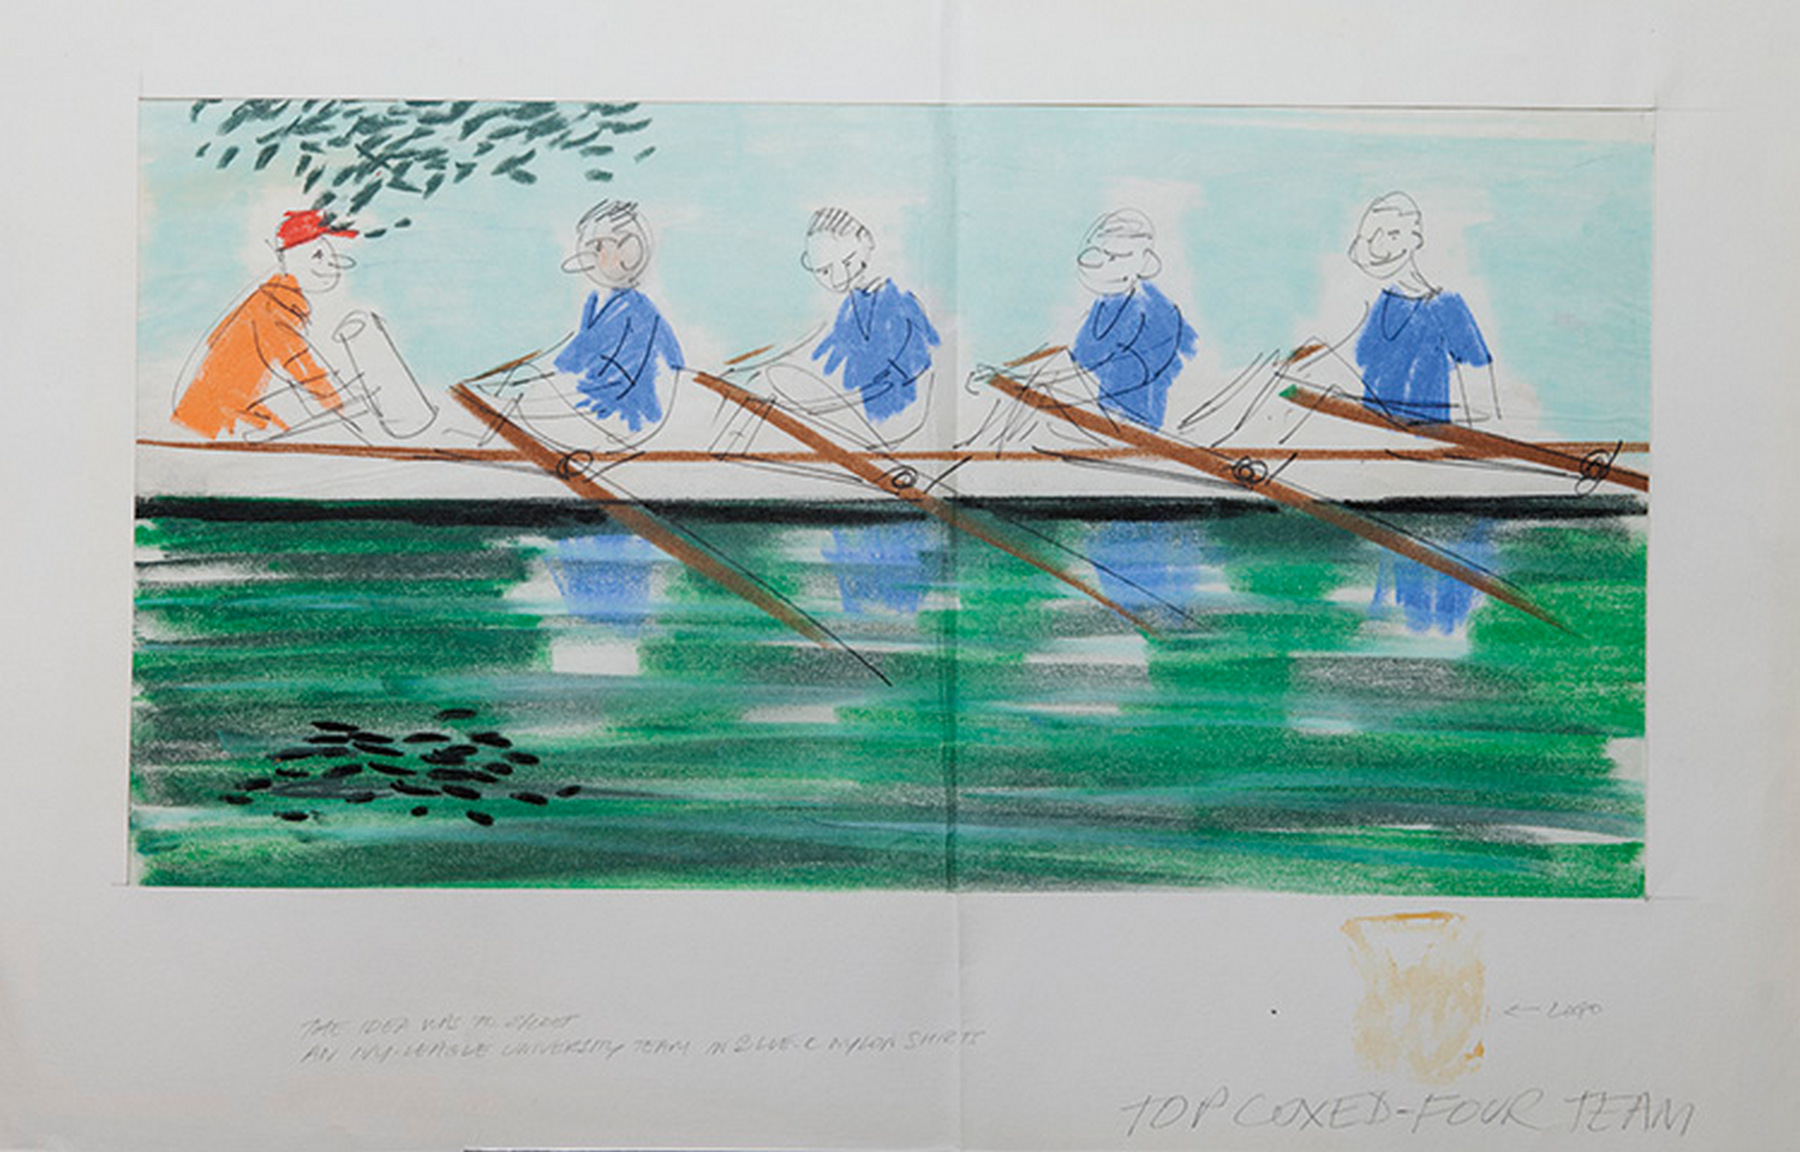 THE IDEA WAS TO SHOOT
AN IVY-LEAGUE UNIVERSITY TEAM IN BLUE-C NYLON SHIRTS
← LOGO
TOP COXED-FOUR TEAM